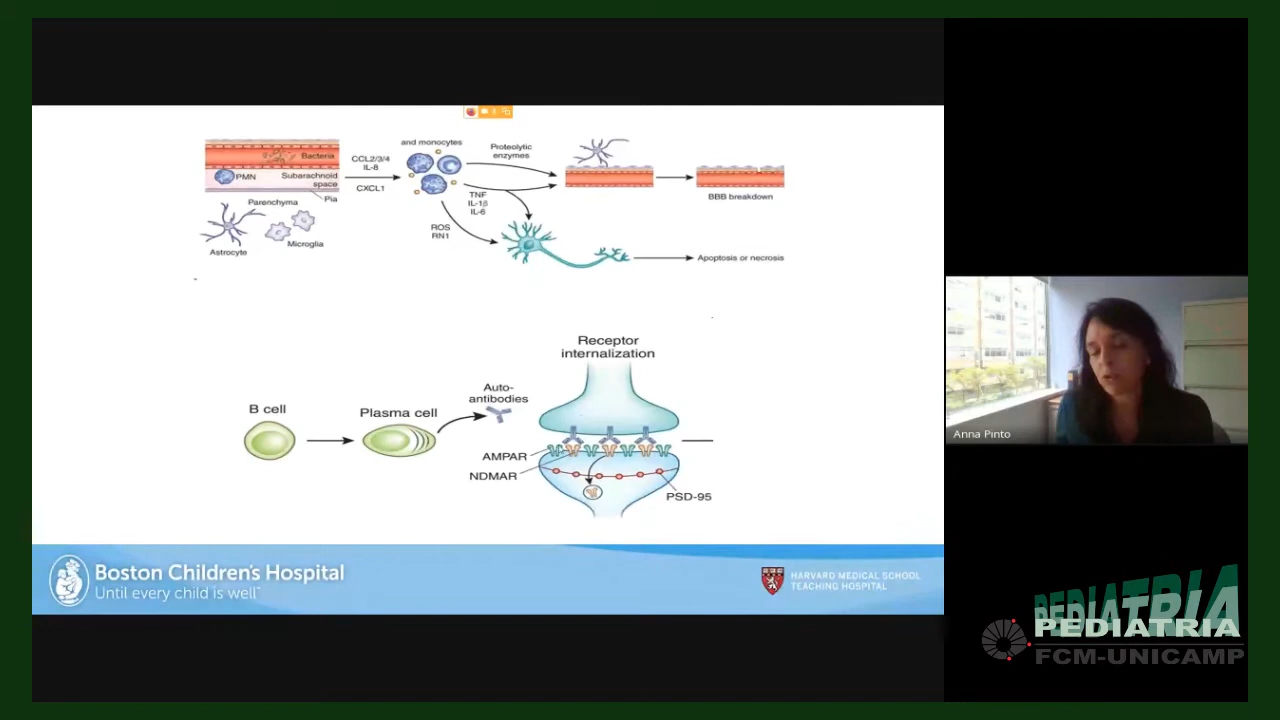 and monocytes
Bacteria
PMN
Subarachnoid
space
Pia
Parenchyma
Astrocyte
Microglia
CCL2/3/4
IL-8
CXCL1
Proteolytic
enzymes
TNF
IL-1β
IL-6
ROS
RN1
BBB breakdown
Apoptosis or necrosis
Receptor
internalization
B cell
Plasma cell
Auto-
antibodies
AMPAR
NDMAR
PSD-95
Boston Children's Hospital
Until every child is well™
HARVARD MEDICAL SCHOOL
TEACHING HOSPITAL
Anna Pinto
PEDIATRIA
PEDIATRIA
FCM-UNICAMP